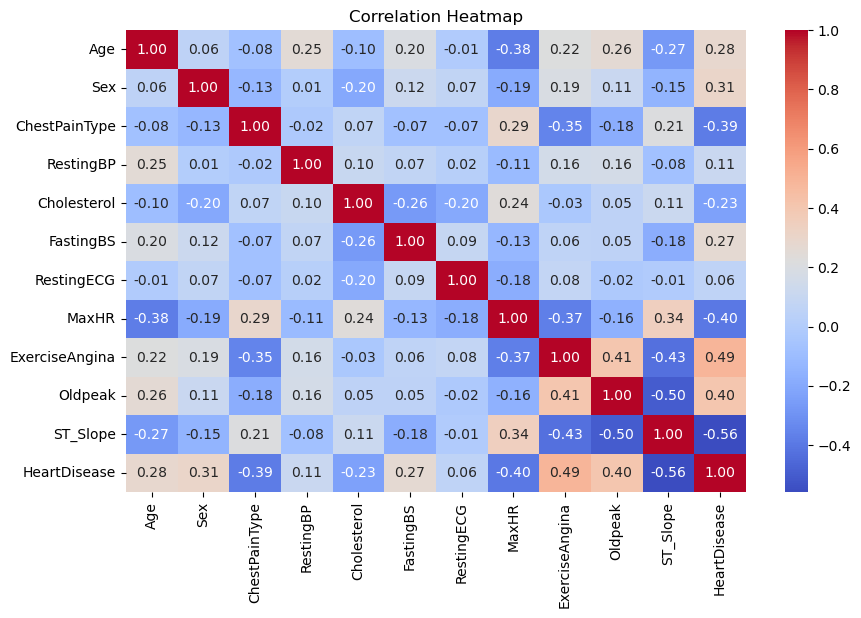 Correlation Heatmap
Age 1.00 0.06 -0.08 0.25 -0.10 0.20 -0.01 -0.38 0.22 0.26 -0.27 0.28
Sex 0.06 1.00 -0.13 0.01 -0.20 0.12 0.07 -0.19 0.19 0.11 -0.15 0.31
ChestPainType -0.08 -0.13 1.00 -0.02 0.07 -0.07 -0.07 0.29 -0.35 -0.18 0.21 -0.39
RestingBP 0.25 0.01 -0.02 1.00 0.10 0.07 0.02 -0.11 0.16 0.16 -0.08 0.11
Cholesterol -0.10 -0.20 0.07 0.10 1.00 -0.26 -0.20 0.24 -0.03 0.05 0.11 -0.23
FastingBS 0.20 0.12 -0.07 0.07 -0.26 1.00 0.09 -0.13 0.06 0.05 -0.18 0.27
RestingECG -0.01 0.07 -0.07 0.02 -0.20 0.09 1.00 -0.18 0.08 -0.02 -0.01 0.06
MaxHR -0.38 -0.19 0.29 -0.11 0.24 -0.13 -0.18 1.00 -0.37 -0.16 0.34 -0.40
ExerciseAngina 0.22 0.19 -0.35 0.16 -0.03 0.06 0.08 -0.37 1.00 0.41 -0.43 0.49
Oldpeak 0.26 0.11 -0.18 0.16 0.05 0.05 -0.02 -0.16 0.41 1.00 -0.50 0.40
ST_Slope -0.27 -0.15 0.21 -0.08 0.11 -0.18 -0.01 0.34 -0.43 -0.50 1.00 -0.56
HeartDisease 0.28 0.31 -0.39 0.11 -0.23 0.27 0.06 -0.40 0.49 0.40 -0.56 1.00
Age Sex ChestPainType RestingBP Cholesterol FastingBS RestingECG MaxHR ExerciseAngina Oldpeak ST_Slope HeartDisease
1.0
0.8
0.6
0.4
0.2
0.0
−0.2
−0.4